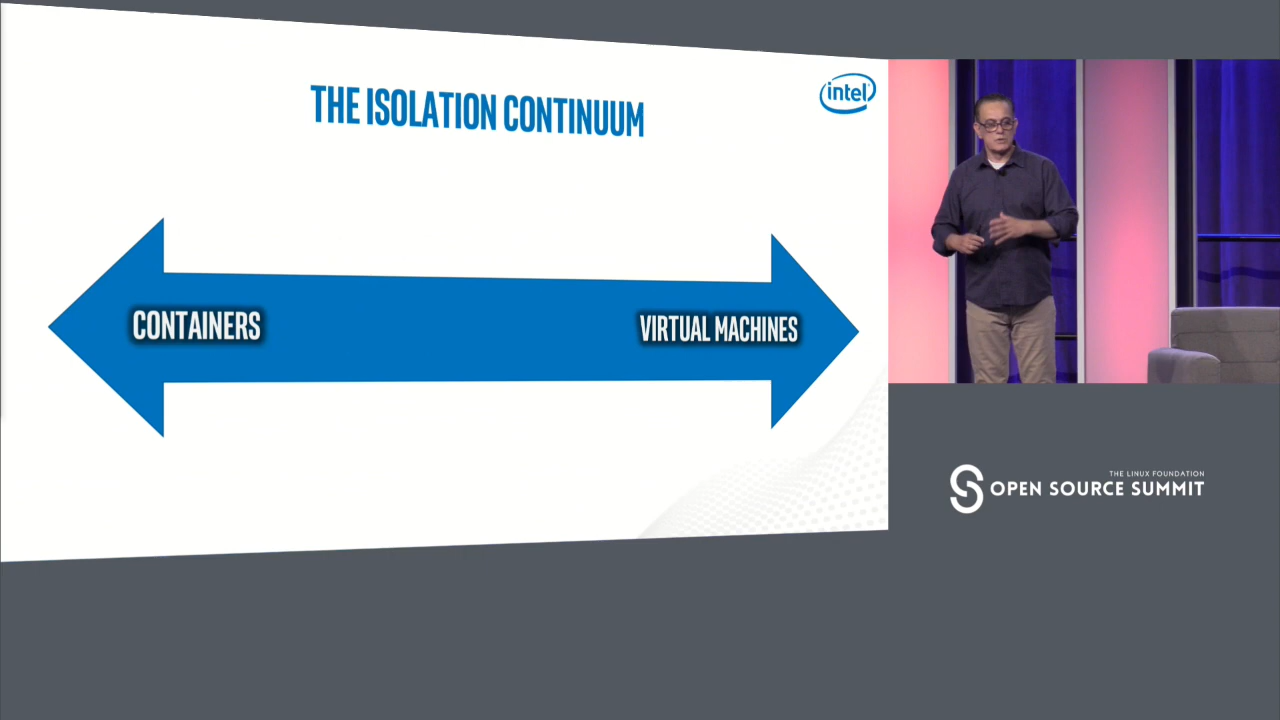 THE ISOLATION CONTINUUM
intel
CONTAINERS
VIRTUAL MACHINES
THE LINUX FOUNDATION
OPEN SOURCE SUMMIT